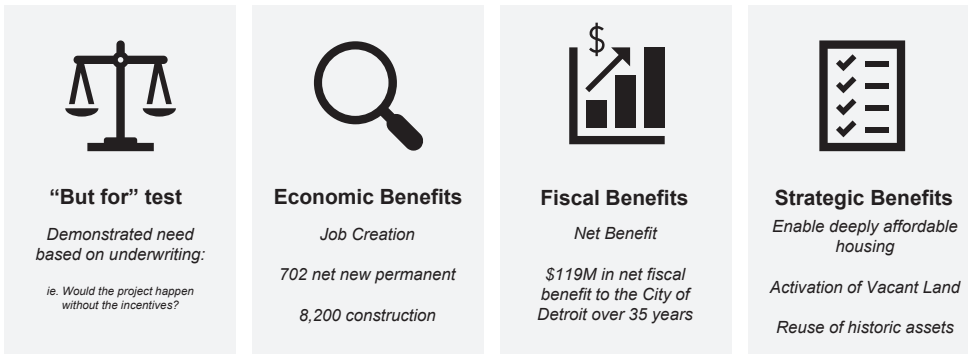 “But for” test
Demonstrated need
based on underwriting:
ie. Would the project happen
without the incentives?
Economic Benefits
Job Creation
702 net new permanent
8,200 construction
$
Fiscal Benefits
Net Benefit
$119M in net fiscal
benefit to the City of
Detroit over 35 years
Strategic Benefits
Enable deeply affordable
housing
Activation of Vacant Land
Reuse of historic assets